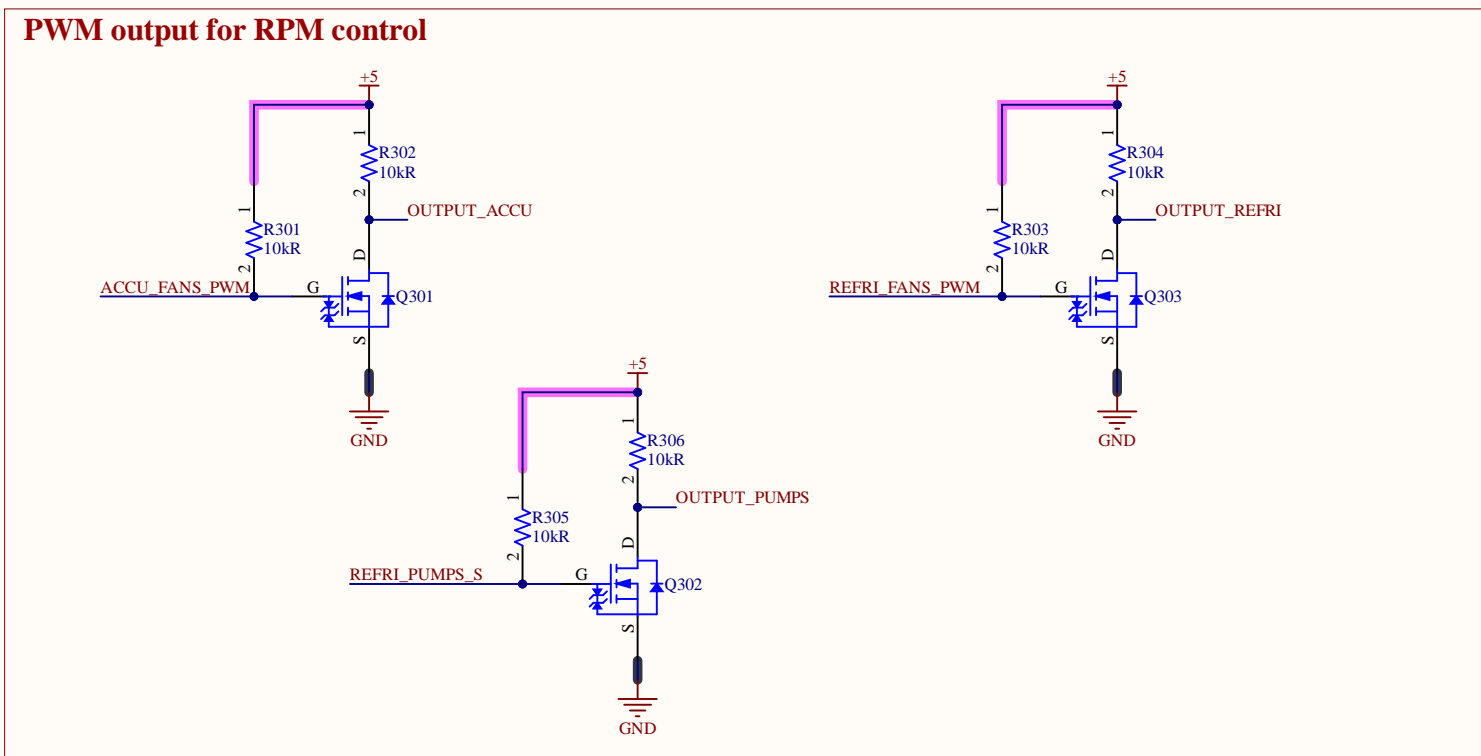 PWM output for RPM control
+5
1
R302
10kR
2
OUTPUT_ACCU
1
R301
10kR
2
D
ACCU_FANS_PWM
G
Q301
S
GND
+5
1
R304
10kR
2
OUTPUT_REFRI
1
R303
10kR
2
D
REFRI_FANS_PWM
G
Q303
S
GND
+5
1
R306
10kR
2
OUTPUT_PUMPS
1
R305
10kR
2
D
REFRI_PUMPS_S
G
Q302
S
GND